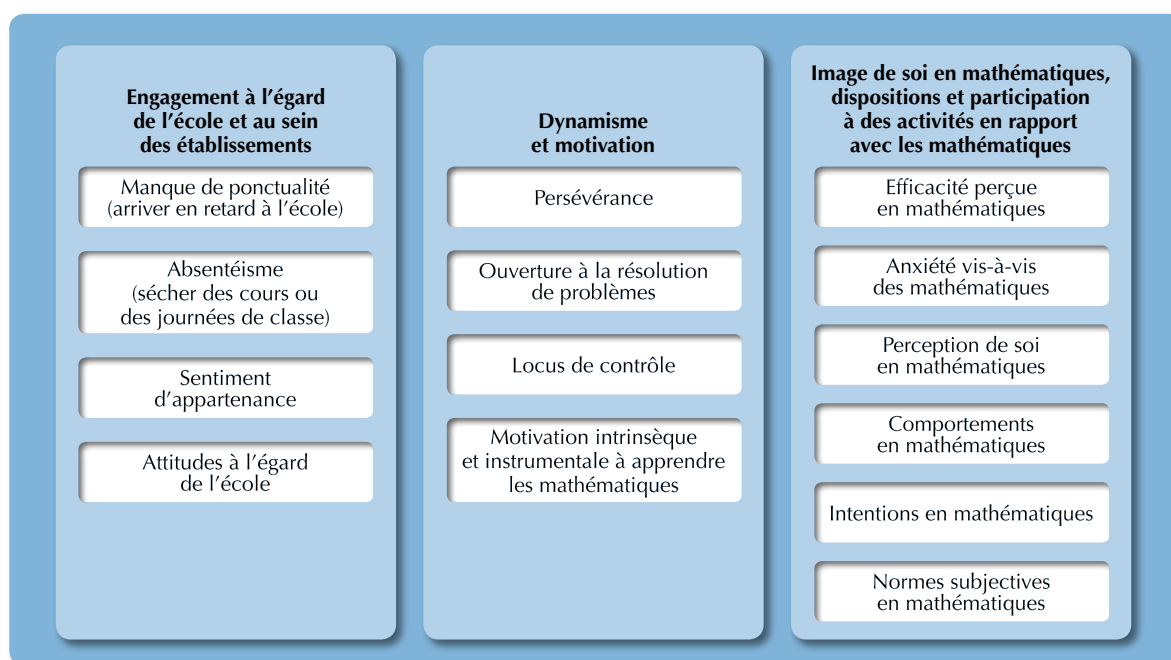 Engagement à l’égard
de l’école et au sein
des établissements
Manque de ponctualité
(arriver en retard à l’école)
Absentéisme
(sécher des cours ou
des journées de classe)
Sentiment
d’appartenance
Attitudes à l’égard
de l’école
Dynamisme
et motivation
Persévérance
Ouverture à la résolution
de problèmes
Locus de contrôle
Motivation intrinsèque
et instrumentale à apprendre
les mathématiques
Image de soi en mathématiques,
dispositions et participation
à des activités en rapport
avec les mathématiques
Efficacité perçue
en mathématiques
Anxiété vis-à-vis
des mathématiques
Perception de soi
en mathématiques
Comportements
en mathématiques
Intentions en mathématiques
Normes subjectives
en mathématiques